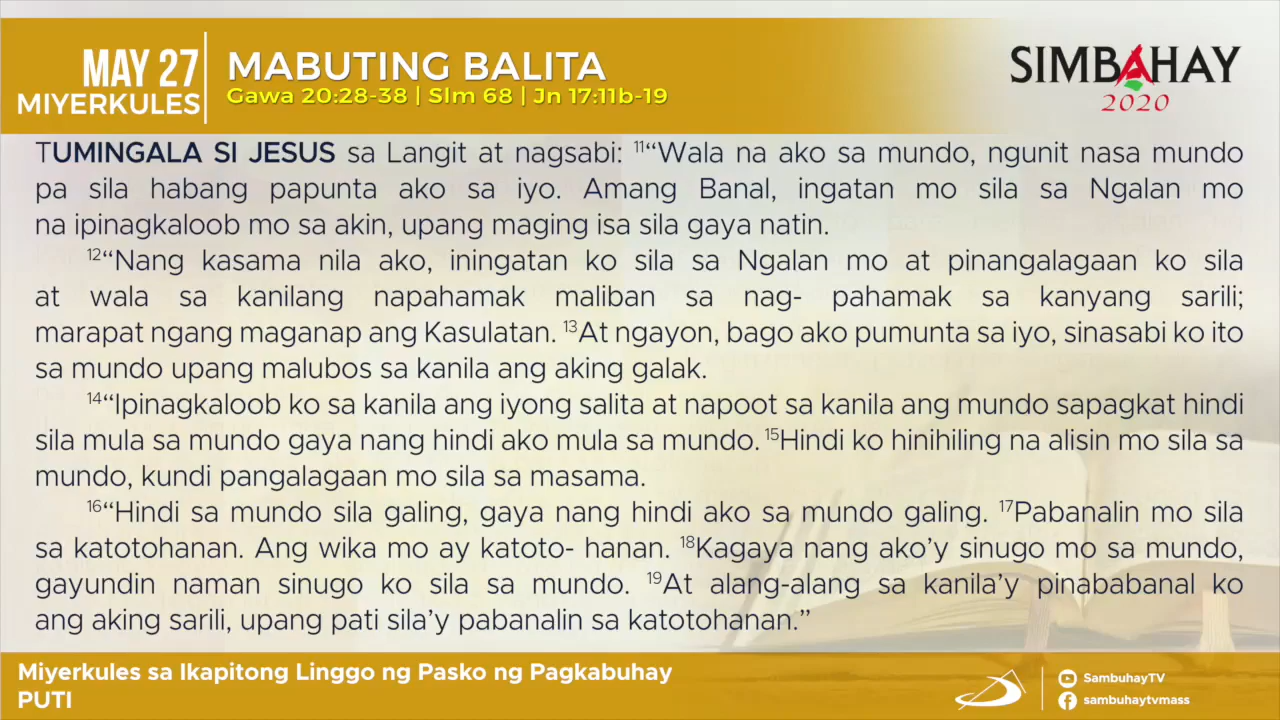 MAY 27
MIYERKULES
MABUTING BALITA
Gawa 20:28-38 | Slm 68 | Jn 17:11b-19
SIMBAHAY
2020
TUMINGALA SI JESUS sa Langit at nagsabi: ¹¹“Wala na ako sa mundo, ngunit nasa mundo
pa sila habang papunta ako sa iyo. Amang Banal, ingatan mo sila sa Ngalan mo
na ipinagkaloob mo sa akin, upang maging isa sila gaya natin.
¹²“Nang kasama nila ako, iningatan ko sila sa Ngalan mo at pinangalagaan ko sila
at wala sa kanilang napahamak maliban sa nag- pahamak sa kanyang sarili;
marapat ngang maganap ang Kasulatan. ¹³At ngayon, bago ako pumunta sa iyo, sinasabi ko ito
sa mundo upang malubos sa kanila ang aking galak.
¹⁴“Ipinagkaloob ko sa kanila ang iyong salita at napoot sa kanila ang mundo sapagkat hindi
sila mula sa mundo gaya nang hindi ako mula sa mundo. ¹⁵Hindi ko hinihiling na alisin mo sila sa
mundo, kundi pangalagaan mo sila sa masama.
¹⁶“Hindi sa mundo sila galing, gaya nang hindi ako sa mundo galing. ¹⁷Pabanalin mo sila
sa katotohanan. Ang wika mo ay katoto- hanan. ¹⁸Kagaya nang ako’y sinugo mo sa mundo,
gayundin naman sinugo ko sila sa mundo. ¹⁹At alang-alang sa kanila’y pinababanal ko
ang aking sarili, upang pati sila’y pabanalin sa katotohanan.”
Miyerkules sa Ikapitong Linggo ng Pasko ng Pagkabuhay
PUTI
SambuhayTV
sambuhaytvmass